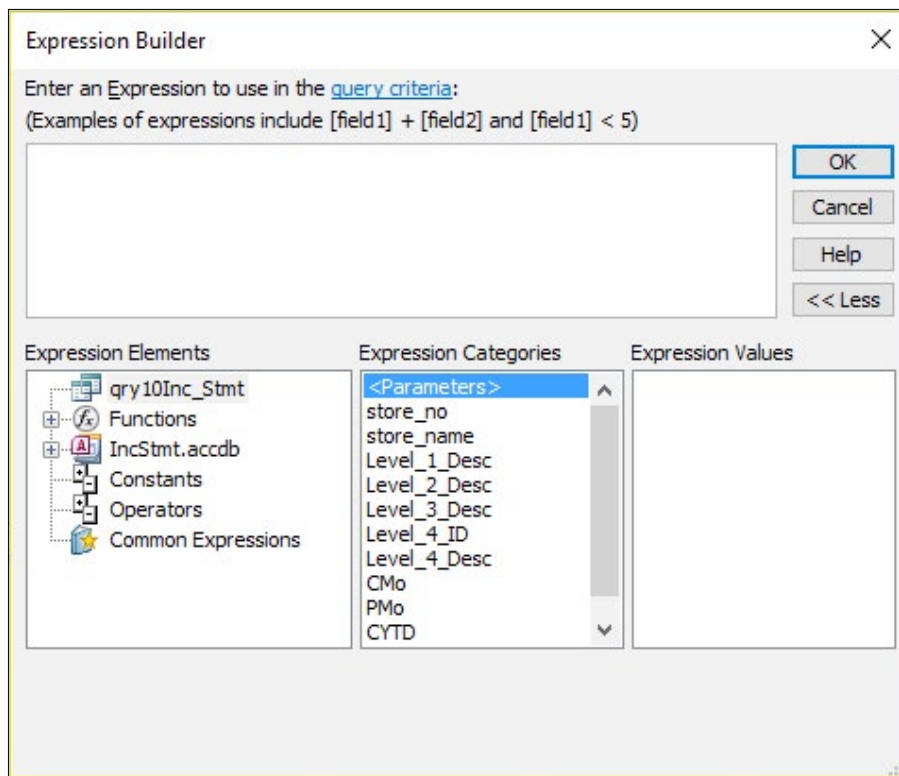 Expression Builder
Enter an Expression to use in the query criteria:
(Examples of expressions include [field1] + [field2] and [field1] < 5)
OK
Cancel
Help
<< Less
Expression Elements
qry10Inc_Stmt
Functions
IncStmt.accdb
Constants
Operators
Common Expressions
Expression Categories
<Parameters>
store_no
store_name
Level_1_Desc
Level_2_Desc
Level_3_Desc
Level_4_ID
Level_4_Desc
CMo
PMo
CYTD
Expression Values